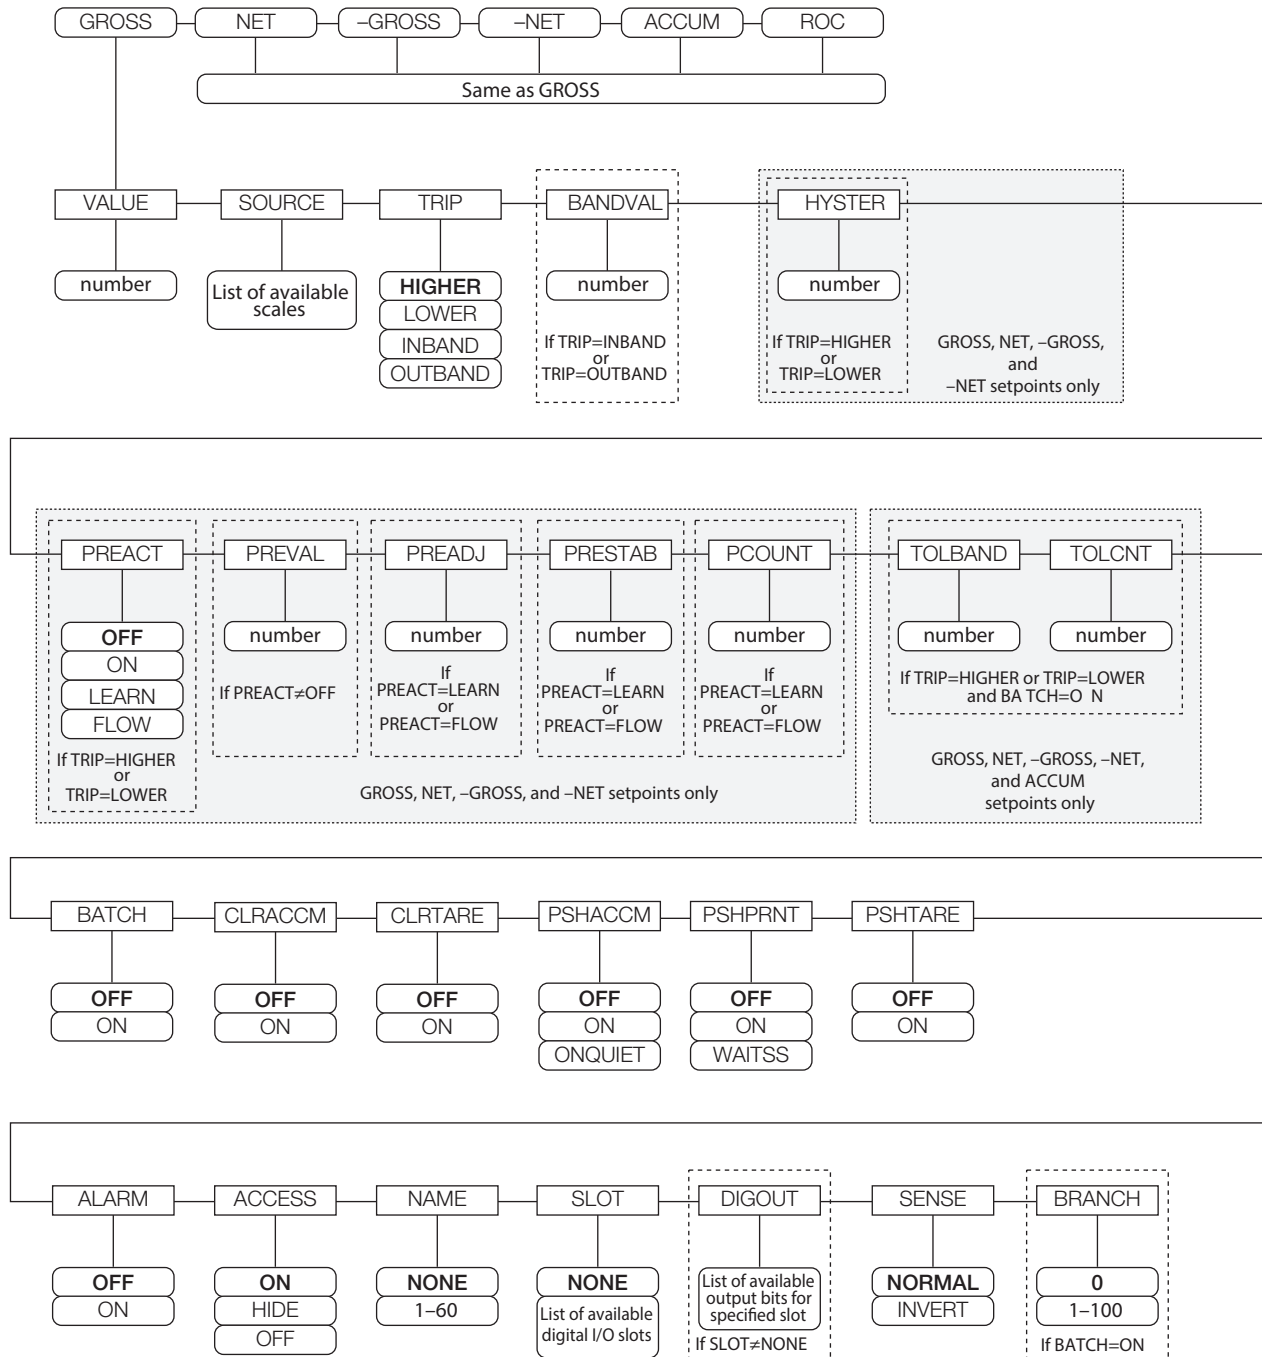 GROSS NET –GROSS –NET ACCUM ROC
Same as GROSS
VALUE SOURCE TRIP BANDVAL HYSTER
number
List of available
scales
HIGHER
LOWER
INBAND
OUTBAND
number
If TRIP=INBAND
or
TRIP=OUTBAND
number
If TRIP=HIGHER
or
TRIP=LOWER
GROSS, NET, –GROSS,
and
–NET setpoints only
PREACT PREVAL PREADJ PRESTAB PCOUNT TOLBAND TOLCNT
OFF
ON
LEARN
FLOW
If TRIP=HIGHER
or
TRIP=LOWER
number
If PREACT≠OFF
number
If
PREACT=LEARN
or
PREACT=FLOW
number
If
PREACT=LEARN
or
PREACT=FLOW
number
If
PREACT=LEARN
or
PREACT=FLOW
GROSS, NET, –GROSS, and –NET setpoints only
number number
If TRIP=HIGHER or TRIP=LOWER
and BA TCH=O N
GROSS, NET, –GROSS, –NET,
and ACCUM
setpoints only
BATCH CLRACCM CLRTARE PSHACCM PSHPRNT PSHTARE
OFF
ON
OFF
ON
OFF
ON
OFF
ON
ONQUIET
OFF
ON
WAITSS
OFF
ON
ALARM ACCESS NAME SLOT DIGOUT SENSE BRANCH
OFF
ON
ON
HIDE
OFF
NONE
1–60
NONE
List of available
digital I/O slots
List of available
output bits for
specified slot
If SLOT≠NONE
NORMAL
INVERT
0
1–100
If BATCH=ON